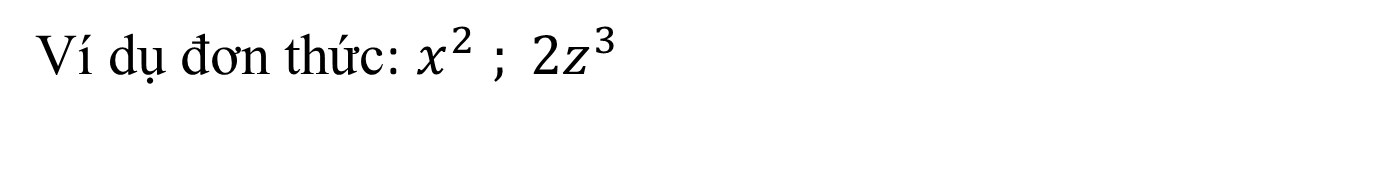 Ví dụ đơn thức: 𝑥² ; 2𝑧³